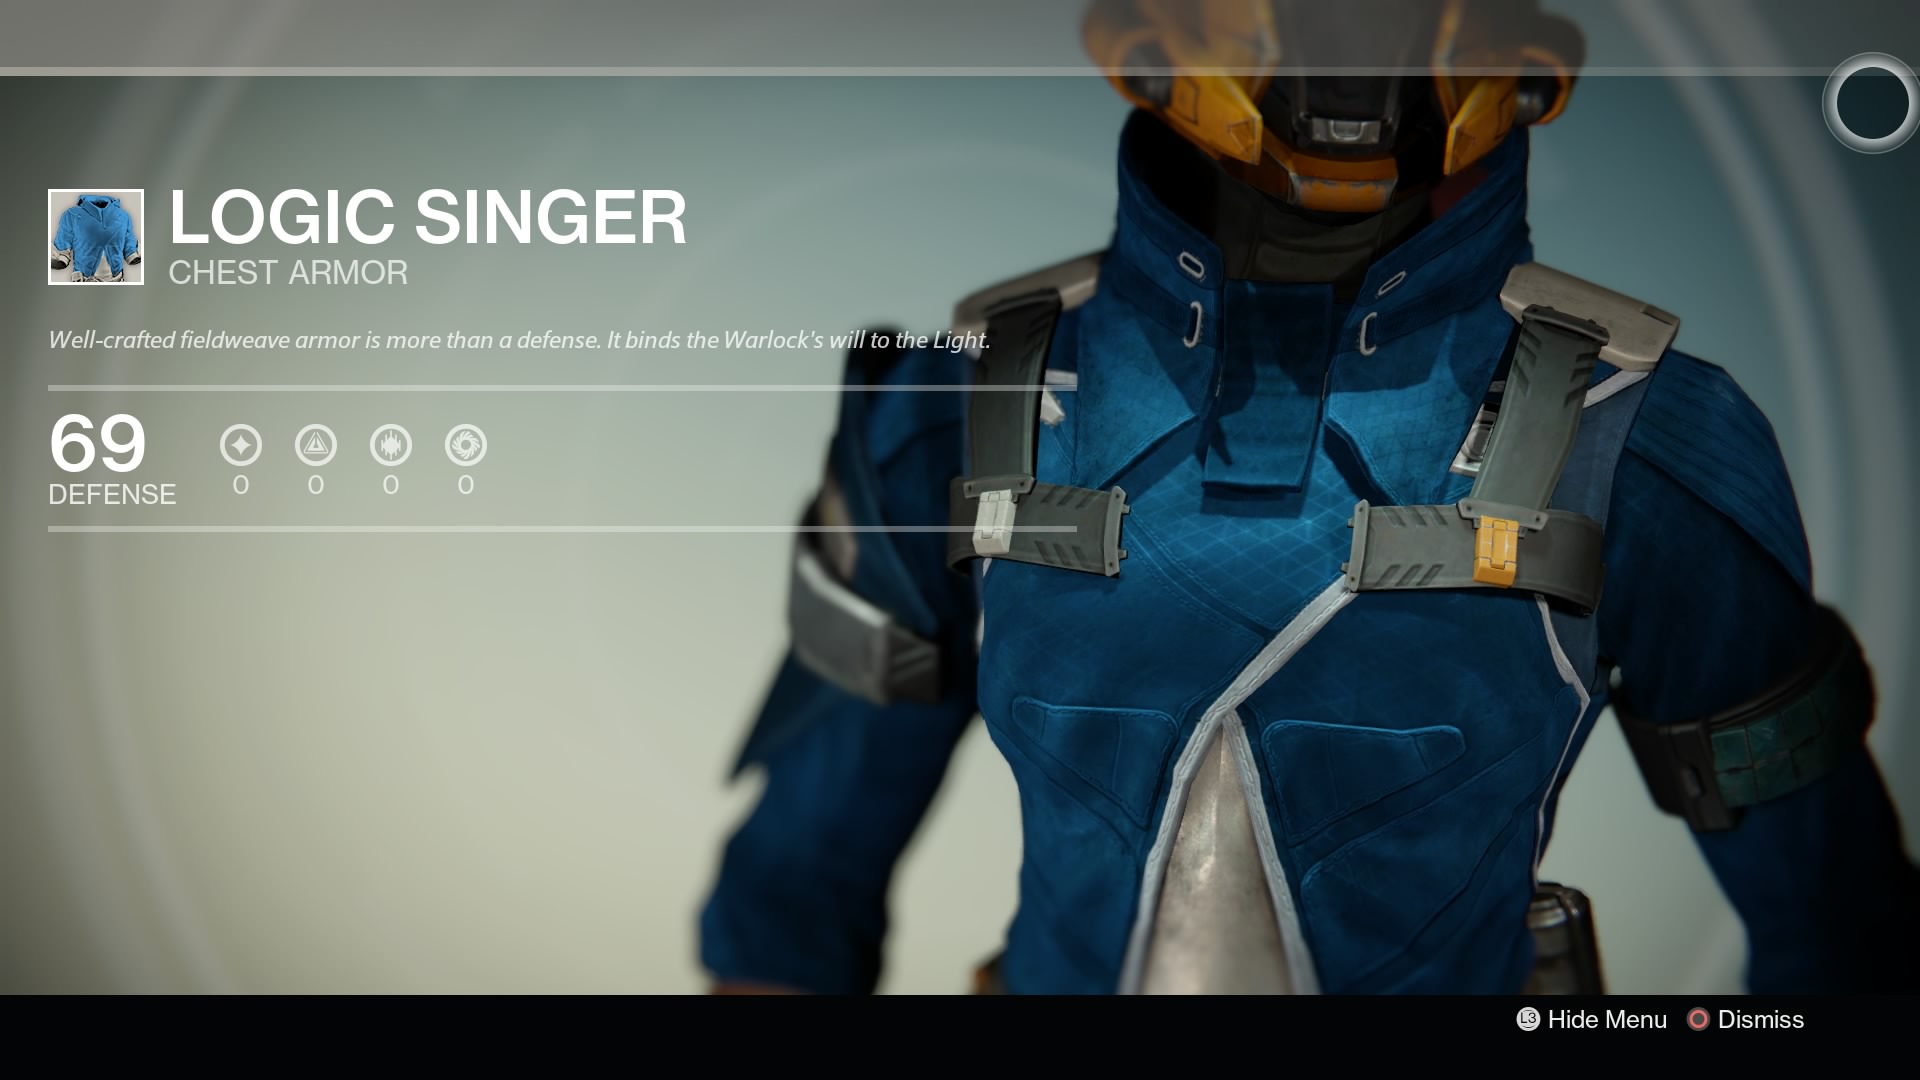 LOGIC SINGER
CHEST ARMOR
Well-crafted fieldweave armor is more than a defense. It binds the Warlock's will to the Light.
69
DEFENSE
0 0 0 0
L3 Hide Menu Dismiss